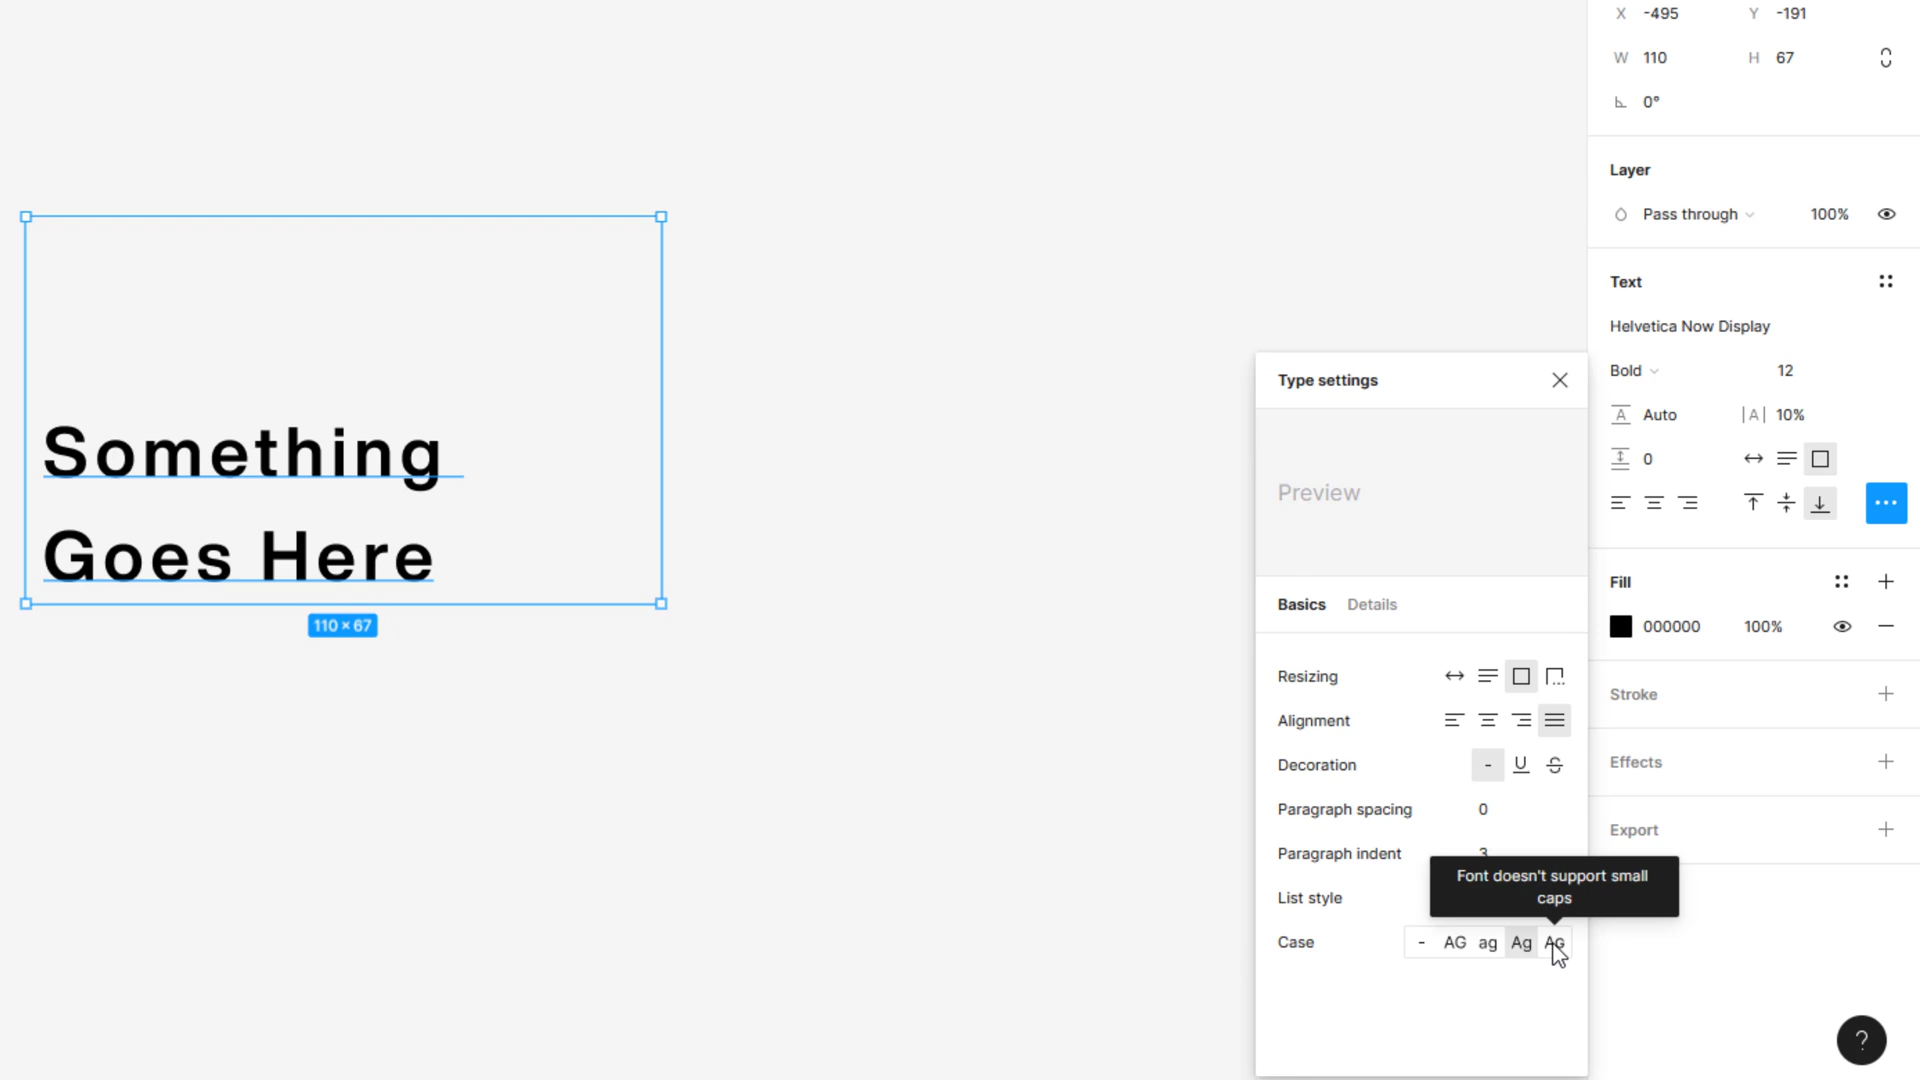 X -495 Y -191
W 110 H 67
0°
Layer
Pass through 100%
Text
Helvetica Now Display
Bold 12
A Auto |A| 10%
0
Fill
000000 100%
Stroke
Effects
Export
Something
Goes Here
110 × 67
Type settings
Preview
Basics Details
Resizing
Alignment
Decoration - U S
Paragraph spacing 0
Paragraph indent 3
List style
Font doesn't support small
caps
Case - AG ag Ag AG
?